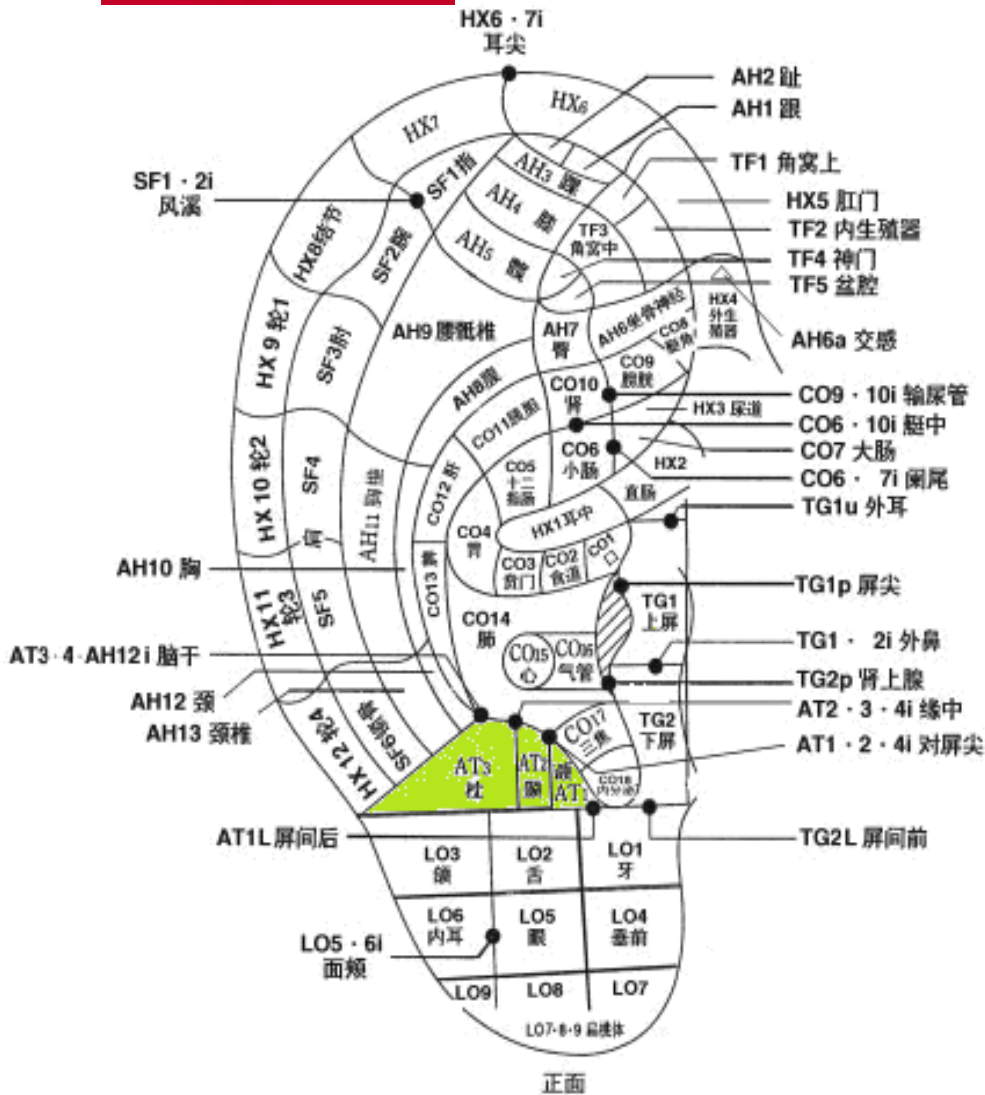 HX6 · 7i
耳尖
HX6
HX7
AH2 趾
AH1 跟
SF1指
AH3 踝
TF1 角窝上
SF1 · 2i
风溪
AH4 膝
HX5 肛门
TF3
角窝中
TF2 内生殖器
HX8结节
SF2腕
AH5 髋
TF4 神门
TF5 盆腔
HX 9 轮1
SF3肘
AH9 腰骶椎
AH7
臀
AH6坐骨神经
CO8
艇角
HX4
外生
殖器
AH6a 交感
AH8腹
CO10
肾
CO9
膀胱
CO9 · 10i 输尿管
CO11胰胆
HX3 尿道
CO6 · 10i 艇中
HX 10 轮2
SF4
肩
AH11 胸椎
CO12 肝
CO5
十二
指肠
CO6
小肠
HX2
直肠
CO7 大肠
CO6 · 7i 阑尾
TG1u 外耳
CO4
胃
HX1耳中
AH10 胸
CO13 脾
CO3
贲门
CO2
食道
CO1
口
TG1p 屏尖
HX11
轮3
SF5
CO14
肺
TG1
上屏
TG1 · 2i 外鼻
AT3·4·AH12 i 脑干
CO15
心
CO16
气管
TG2p 肾上腺
AH12 颈
AT2 · 3 · 4i 缘中
AH13 颈椎
HX 12 轮4
SF6锁骨
CO17
三焦
TG2
下屏
AT1 · 2 · 4i 对屏尖
AT3
枕
AT2
颞
额
AT1
CO18
内分泌
AT1L 屏间后
TG2L 屏间前
LO3
颌
LO2
舌
LO1
牙
LO6
内耳
LO5
眼
LO4
垂前
LO5 · 6i
面颊
LO9
LO8
LO7
LO7·8·9 扁桃体
正面